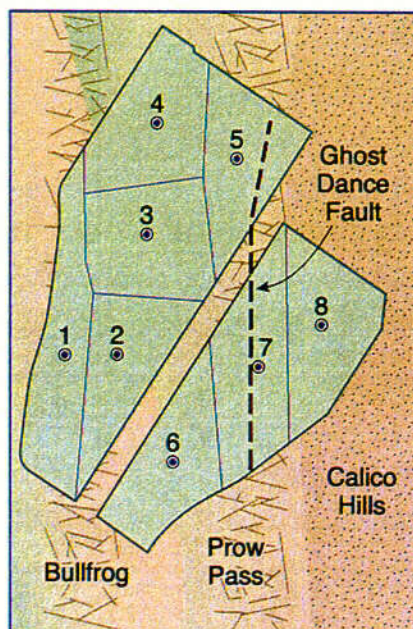 4
5
Ghost
Dance
Fault
3
8
1
2
7
6
Calico
Hills
Bullfrog
Prow
Pass